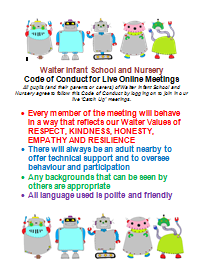 Walter Infant School and Nursery
Code of Conduct for Live Online Meetings
All pupils (and their parents or carers) of Walter Infant School and
Nursery agree to follow this Code of Conduct by logging on to join in our
live 'Catch Up' meetings.
• Every member of the meeting will behave
in a way that reflects our Walter Values of
RESPECT, KINDNESS, HONESTY,
EMPATHY AND RESILIENCE
• There will always be an adult nearby to
offer technical support and to oversee
behaviour and participation
• Any backgrounds that can be seen by
others are appropriate
• All language used is polite and friendly